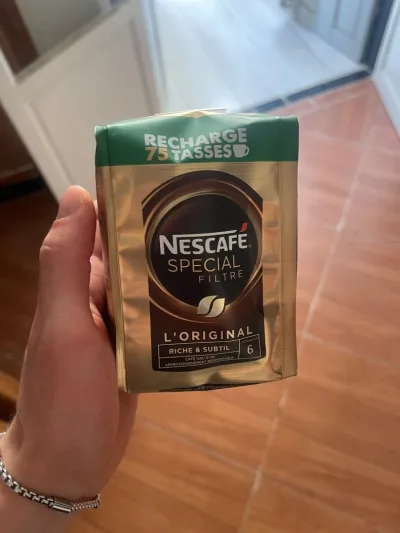 RECHARGE
75 TASSES
NESCAFÉ
SPECIAL
FILTRE
L'ORIGINAL
RICHE & SUBTIL
6